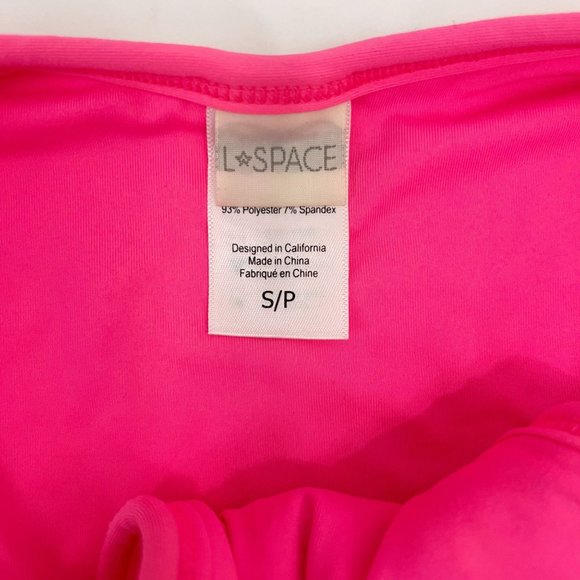 L☆SPACE
93% Polyester 7% Spandex
Designed in California
Made in China
Fabriqué en Chine
S/P